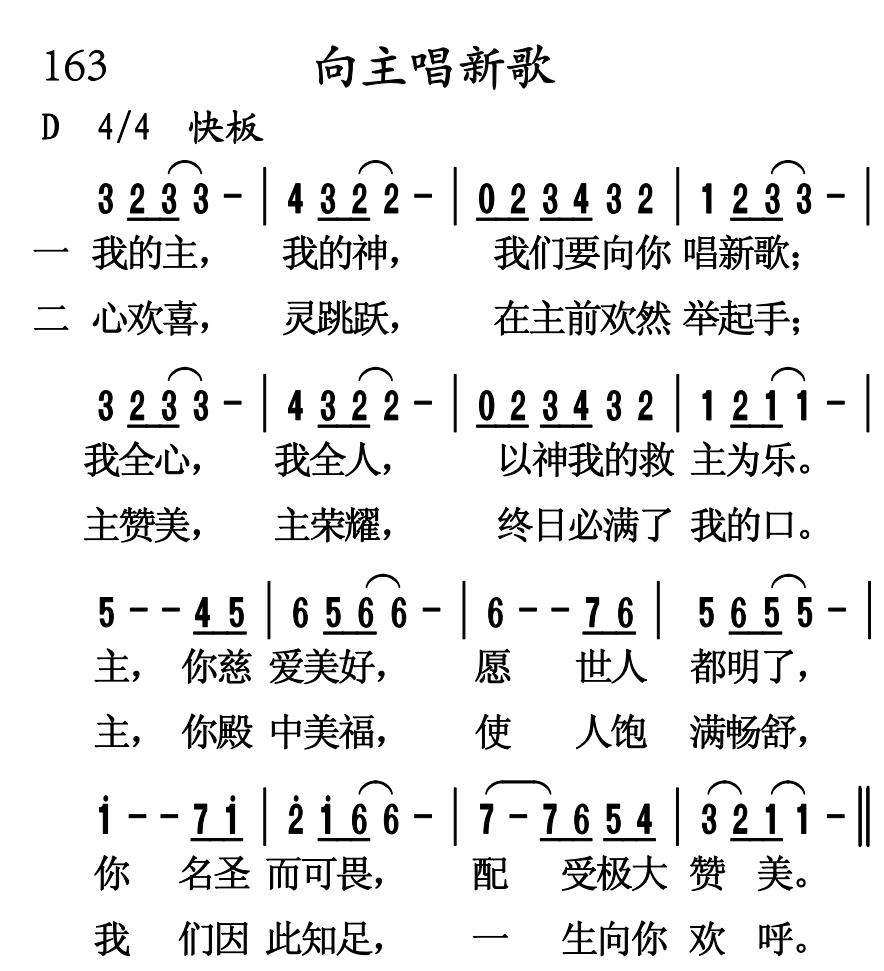 163 向主唱新歌
D 4/4 快板
3 2 3 3 - | 4 3 2 2 - | 0 2 3 4 3 2 | 1 2 3 3 - |
一 我的主， 我的神， 我们要向你 唱新歌；
二 心欢喜， 灵跳跃， 在主前欢然 举起手；
3 2 3 3 - | 4 3 2 2 - | 0 2 3 4 3 2 | 1 2 1 1 - |
我全心， 我全人， 以神我的救 主为乐。
主赞美， 主荣耀， 终日必满了 我的口。
5 - - 4 5 | 6 5 6 6 - | 6 - - 7 6 | 5 6 5 5 - |
主， 你慈 爱美好， 愿 世人 都明了，
主， 你殿 中美福， 使 人饱 满畅舒，
i - - 7 i | 2 i 6 6 - | 7 - 7 6 5 4 | 3 2 1 1 - ||
你 名圣 而可畏， 配 受极大 赞 美。
我 们因 此知足， 一 生向你 欢 呼。